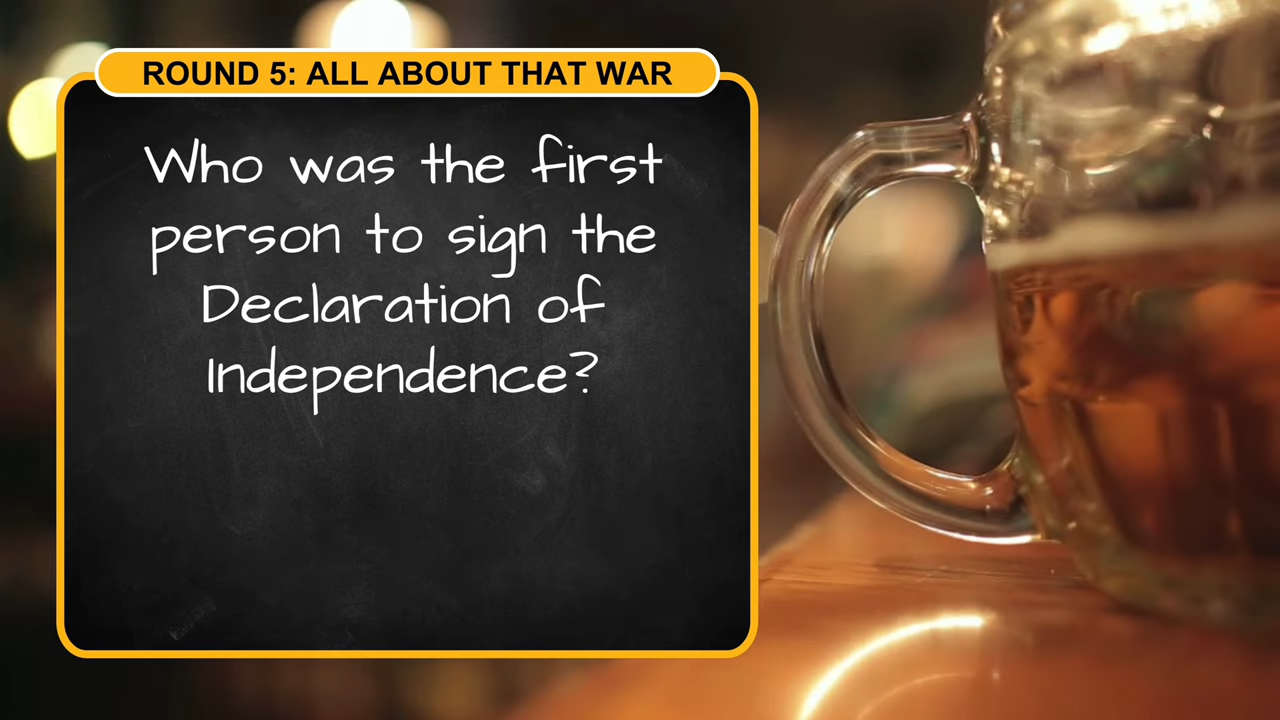 ROUND 5: ALL ABOUT THAT WAR
Who was the first
person to sign the
Declaration of
Independence?